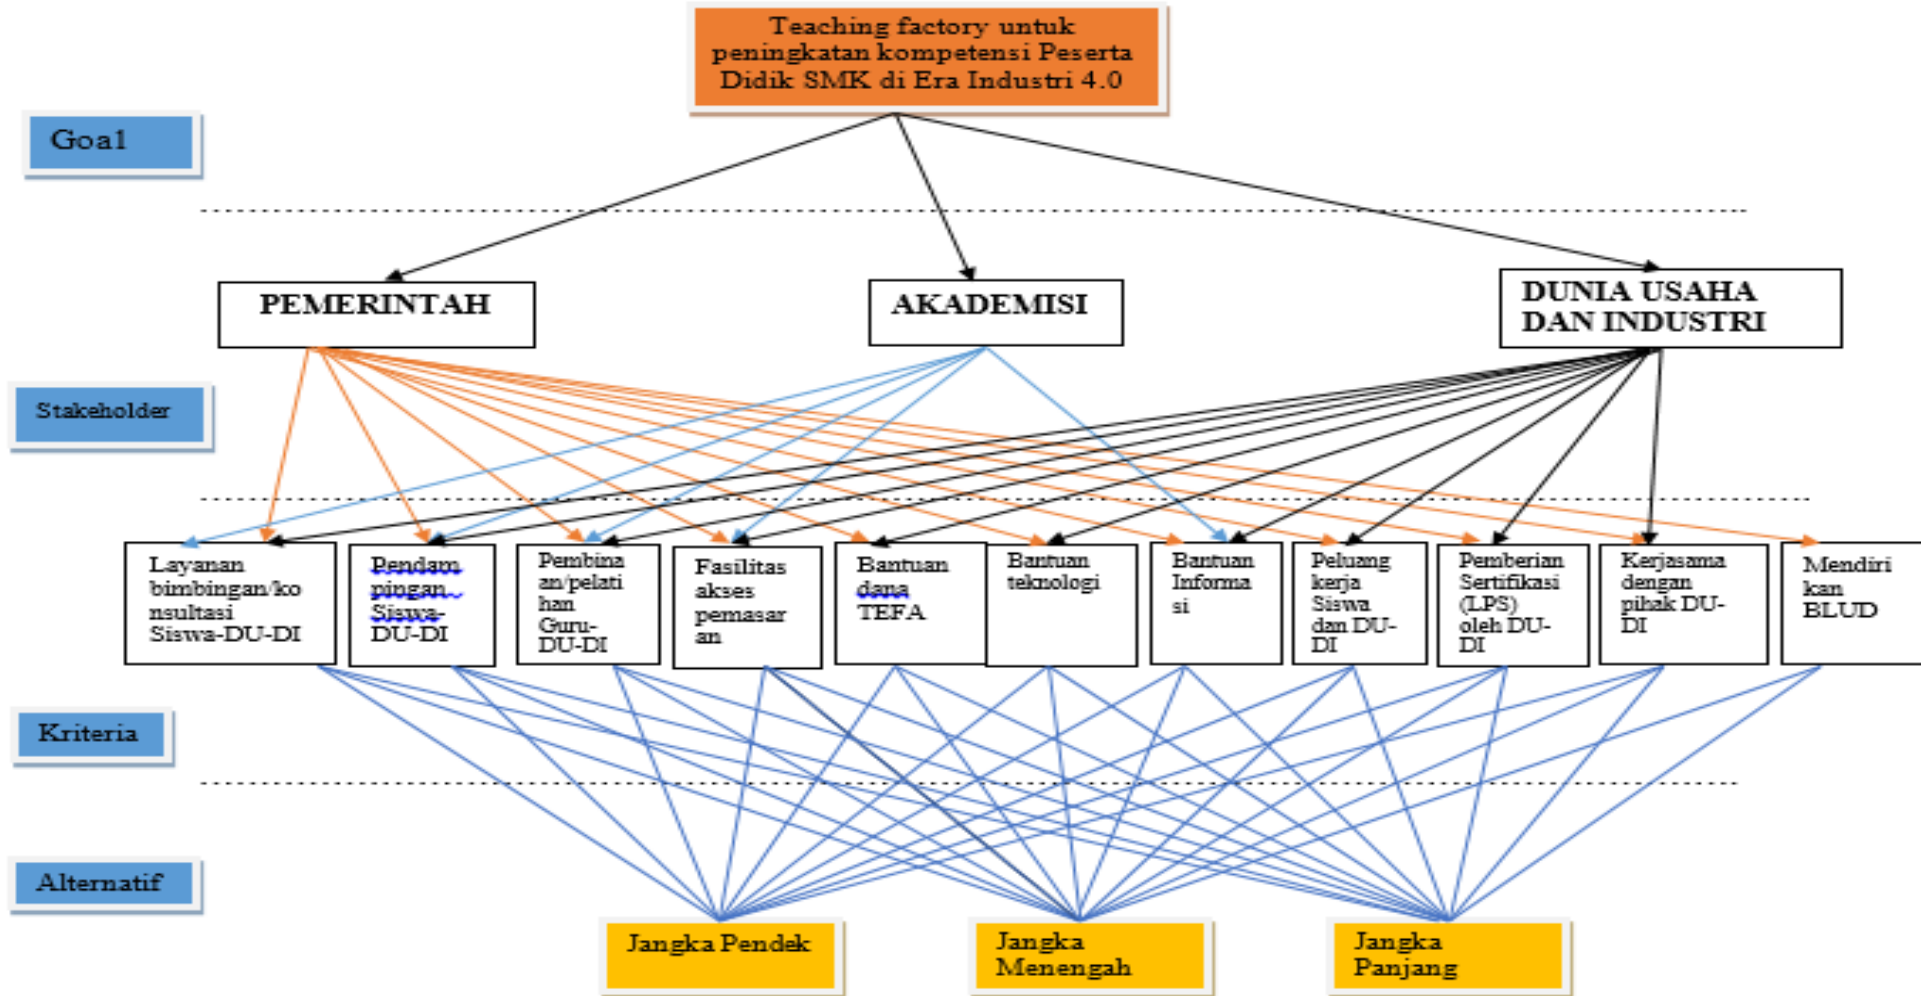 Teaching factory untuk
peningkatan kompetensi Peserta
Didik SMK di Era Industri 4.0
Goal
PEMERINTAH
AKADEMISI
DUNIA USAHA
DAN INDUSTRI
Stakeholder
Layanan
bimbingan/ko
nsultasi
Siswa-DU-DI
Pendam
pingan
Siswa-
DU-DI
Pembina
an/pelati
han
Guru-
DU-DI
Fasilitas
akses
pemasar
an
Bantuan
dana
TEFA
Bantuan
teknologi
Bantuan
Informa
si
Peluang
kerja
Siswa
dan DU-
DI
Pemberian
Sertifikasi
(LPS)
oleh DU-
DI
Kerjasama
dengan
pihak DU-
DI
Mendiri
kan
BLUD
Kriteria
Alternatif
Jangka Pendek
Jangka
Menengah
Jangka
Panjang